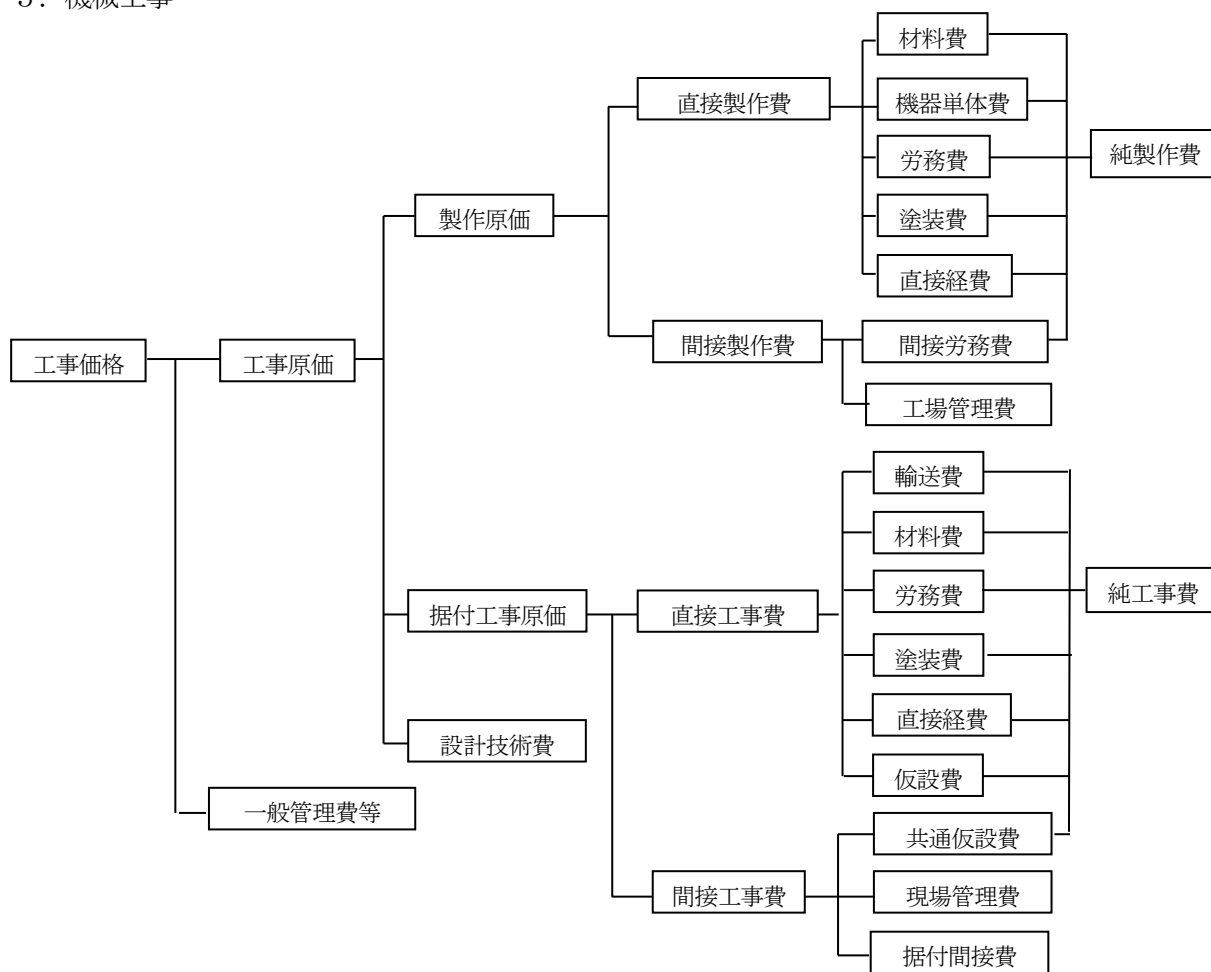 機械工事
材料費
直接製作費
機器単体費
純製作費
労務費
製作原価
塗装費
直接経費
工事価格
工事原価
間接製作費
間接労務費
工場管理費
輸送費
材料費
据付工事原価
直接工事費
労務費
純工事費
塗装費
直接経費
設計技術費
仮設費
一般管理費等
共通仮設費
間接工事費
現場管理費
据付間接費